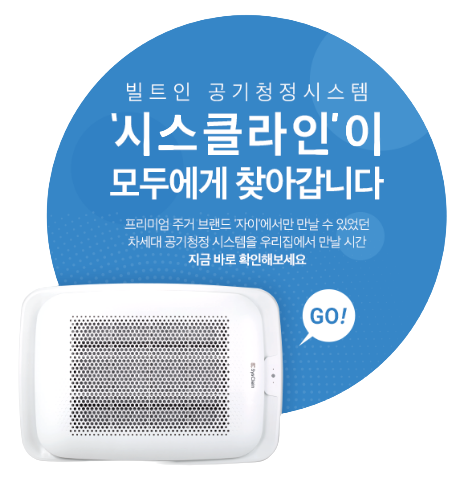 빌트인 공기청정시스템
‘시스클라인’이
모두에게 찾아갑니다
프리미엄 주거 브랜드 ‘자이’에서만 만날 수 있었던
차세대 공기청정 시스템을 우리집에서 만날 시간
지금 바로 확인해보세요
GO!